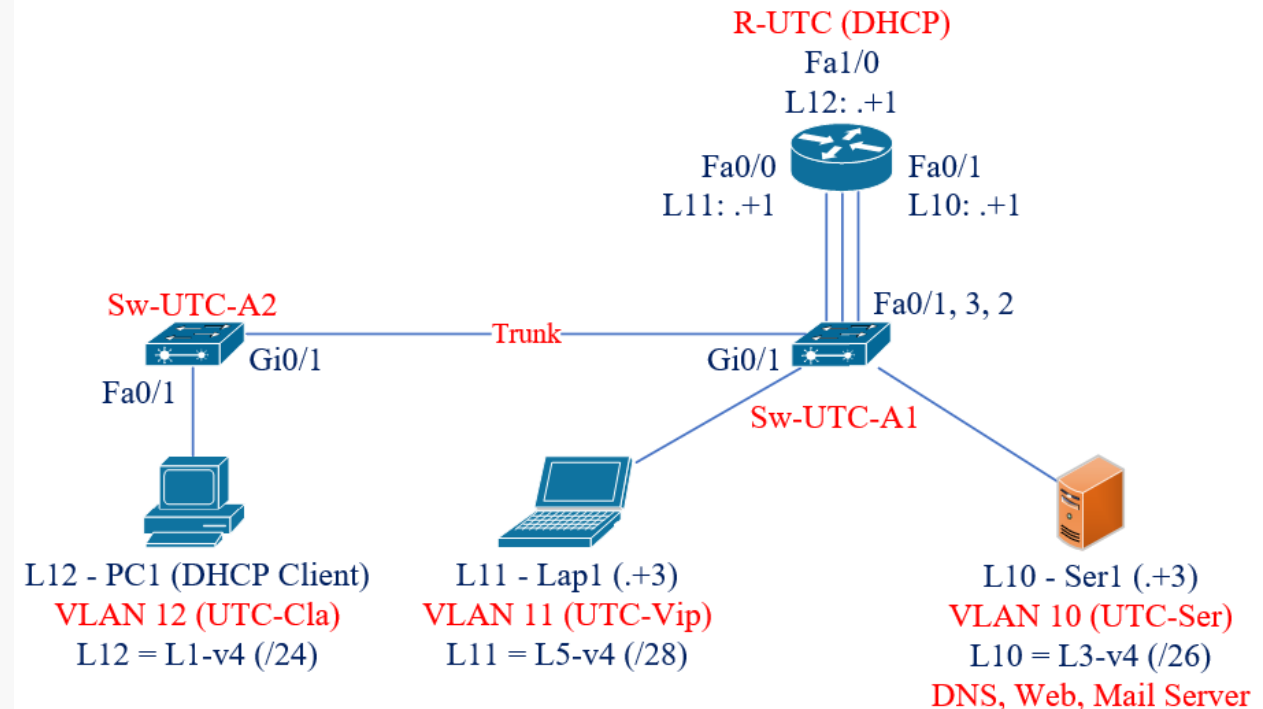 R-UTC (DHCP)
Fa1/0
L12: .+1
Fa0/0
L11: .+1
Fa0/1
L10: .+1
Sw-UTC-A2
Gi0/1
Fa0/1
Trunk
Fa0/1, 3, 2
Gi0/1
Sw-UTC-A1
L12 - PC1 (DHCP Client)
VLAN 12 (UTC-Cla)
L12 = L1-v4 (/24)
L11 - Lap1 (.+3)
VLAN 11 (UTC-Vip)
L11 = L5-v4 (/28)
L10 - Ser1 (.+3)
VLAN 10 (UTC-Ser)
L10 = L3-v4 (/26)
DNS, Web, Mail Server